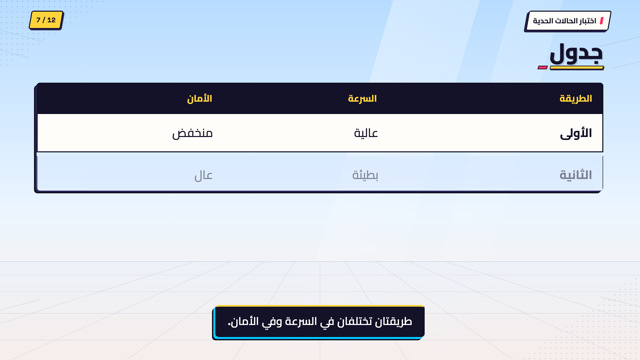 اختبار الحالات الحدية
7 / 12
جدول
الطريقة السرعة الأمان
الأولى عالية منخفض
الثانية بطيئة عال
طريقتان تختلفان في السرعة وفي الأمان.